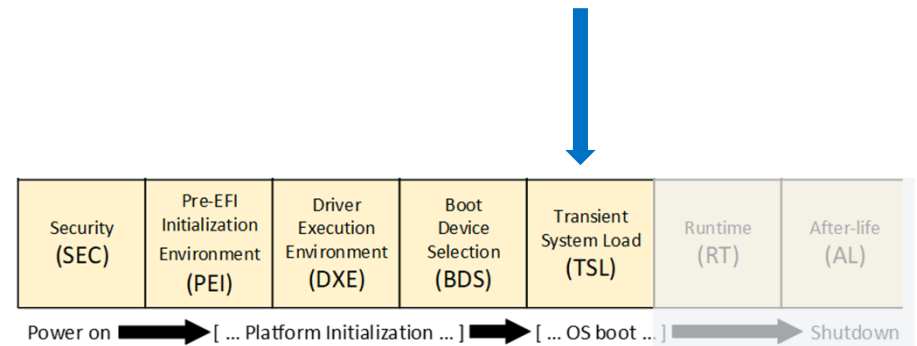 Security
(SEC)
Pre-EFI
Initialization
Environment
(PEI)
Driver
Execution
Environment
(DXE)
Boot
Device
Selection
(BDS)
Transient
System Load
(TSL)
Runtime
(RT)
After-life
(AL)
Power on [ ... Platform Initialization ... ] [ ... OS boot ... ] Shutdown